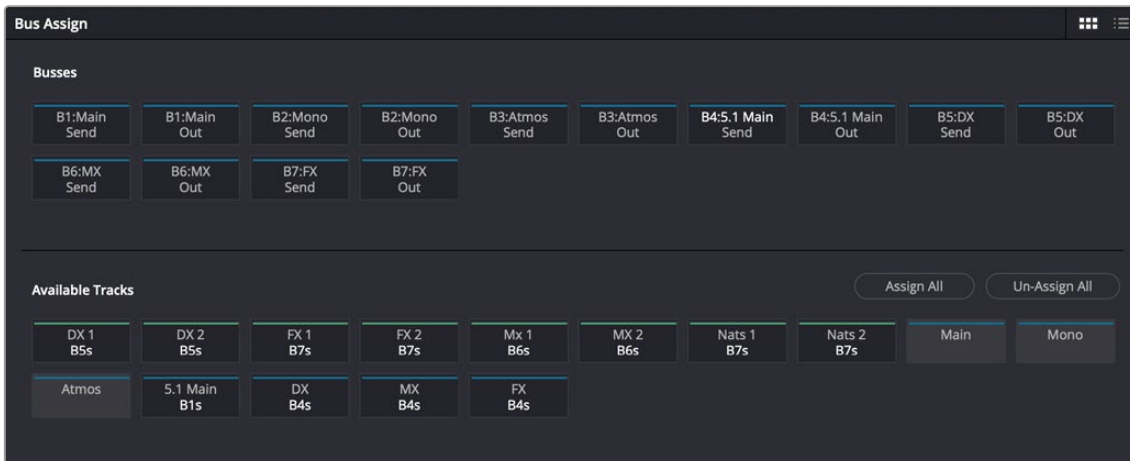 Bus Assign
Busses
B1:Main
Send
B1:Main
Out
B2:Mono
Send
B2:Mono
Out
B3:Atmos
Send
B3:Atmos
Out
B4:5.1 Main
Send
B4:5.1 Main
Out
B5:DX
Send
B5:DX
Out
B6:MX
Send
B6:MX
Out
B7:FX
Send
B7:FX
Out
Available Tracks
Assign All
Un-Assign All
DX 1
B5s
DX 2
B5s
FX 1
B7s
FX 2
B7s
Mx 1
B6s
MX 2
B6s
Nats 1
B7s
Nats 2
B7s
Main
Mono
Atmos
5.1 Main
B1s
DX
B4s
MX
B4s
FX
B4s